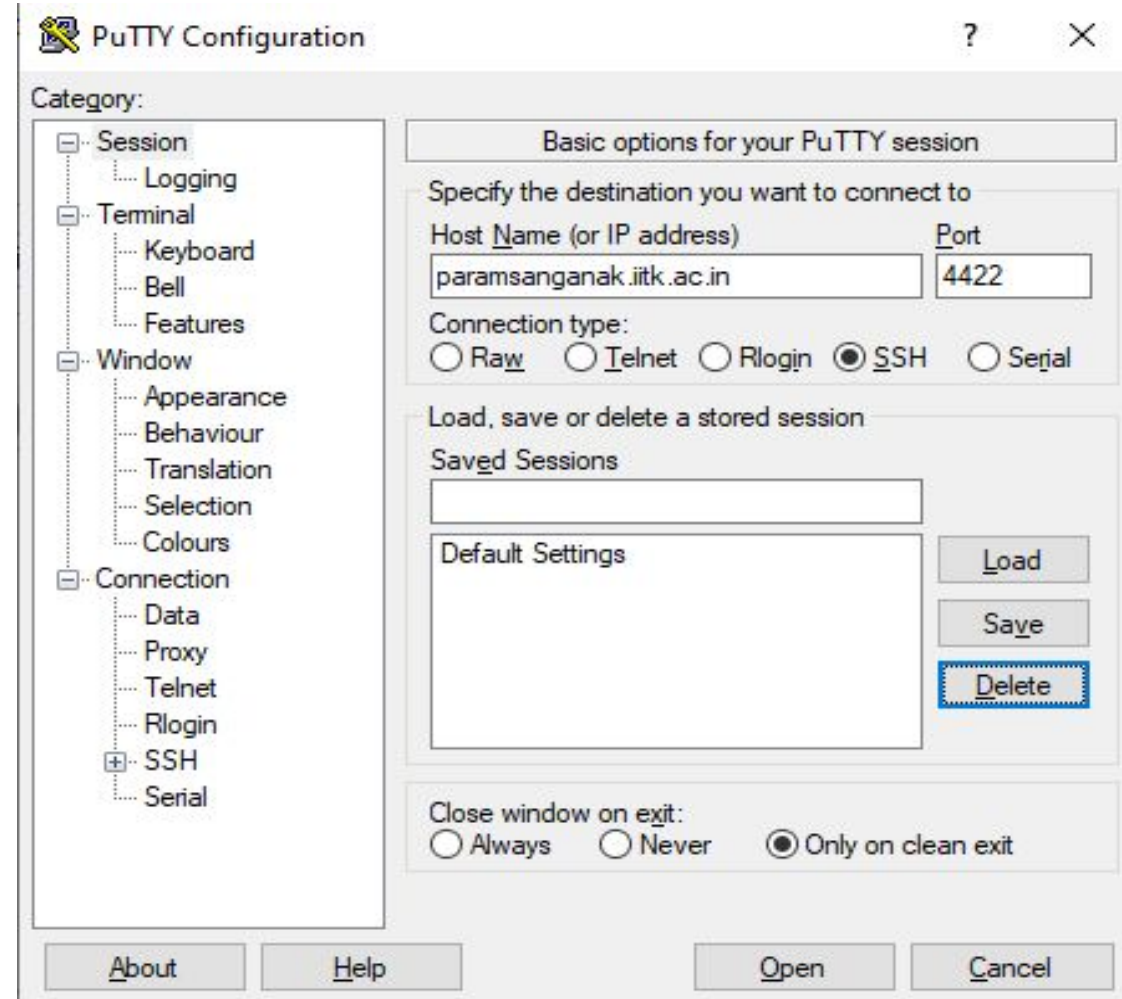 PuTTY Configuration
?
Category:
Session
Logging
Terminal
Keyboard
Bell
Features
Window
Appearance
Behaviour
Translation
Selection
Colours
Connection
Data
Proxy
Telnet
Rlogin
SSH
Serial
Basic options for your PuTTY session
Specify the destination you want to connect to
Host Name (or IP address) Port
paramsanganak.iitk.ac.in 4422
Connection type:
Raw Telnet Rlogin SSH Serial
Load, save or delete a stored session
Saved Sessions
Default Settings
Load
Save
Delete
Close window on exit:
Always Never Only on clean exit
About Help Open Cancel